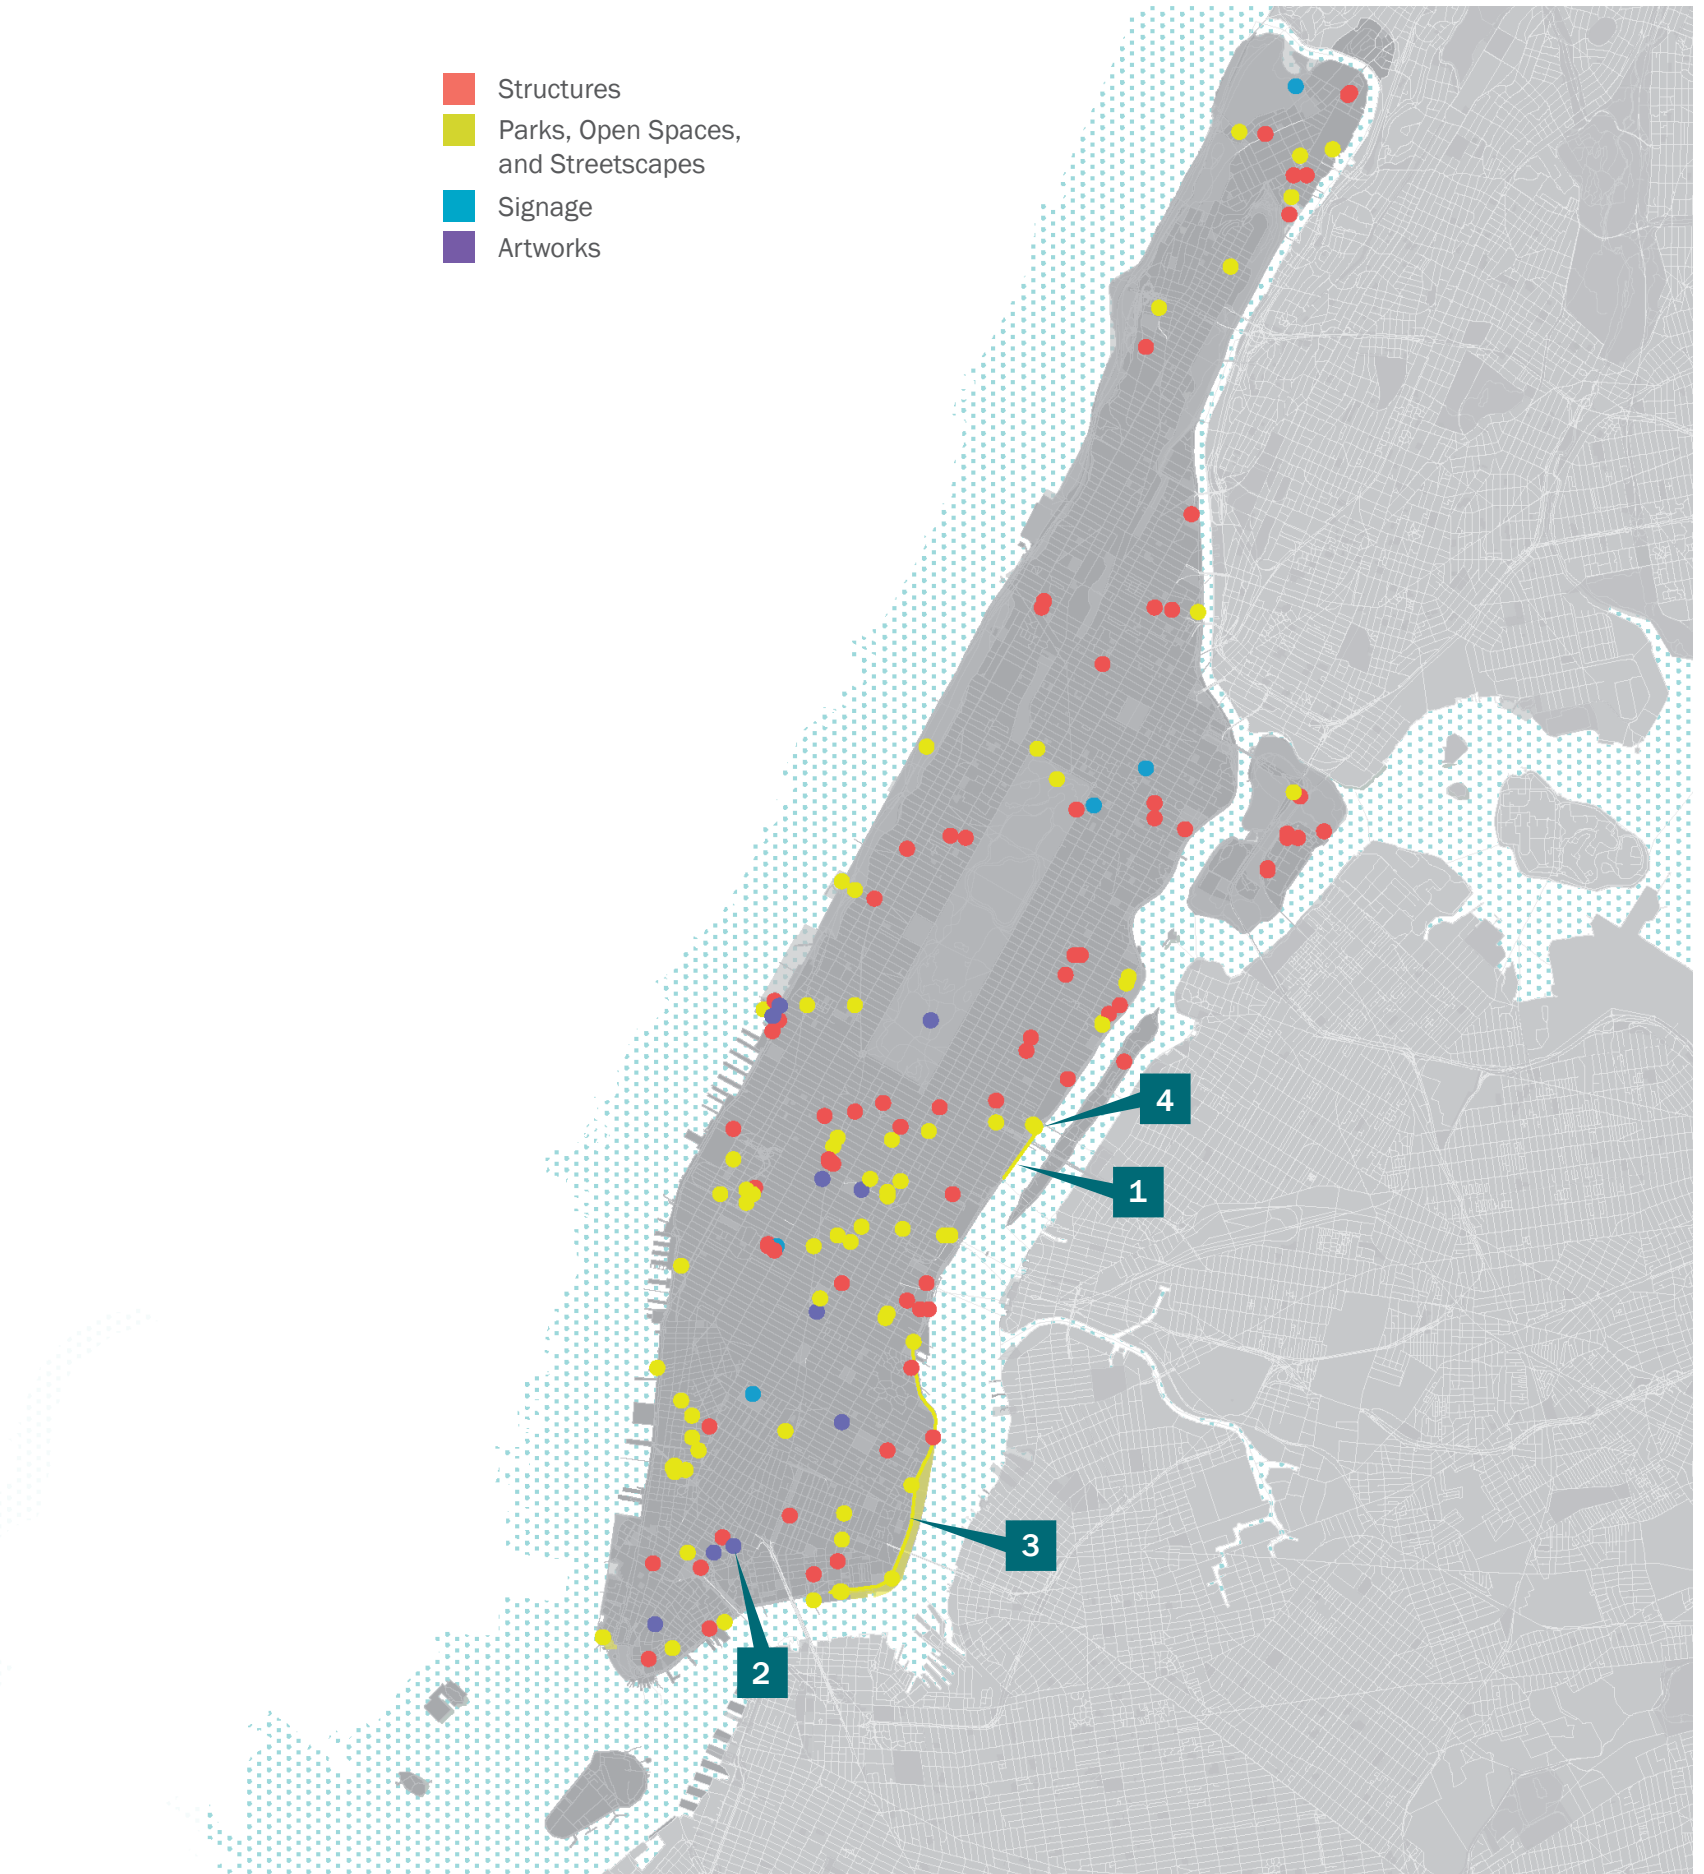 Structures
Parks, Open Spaces,
and Streetscapes
Signage
Artworks
4
1
3
2